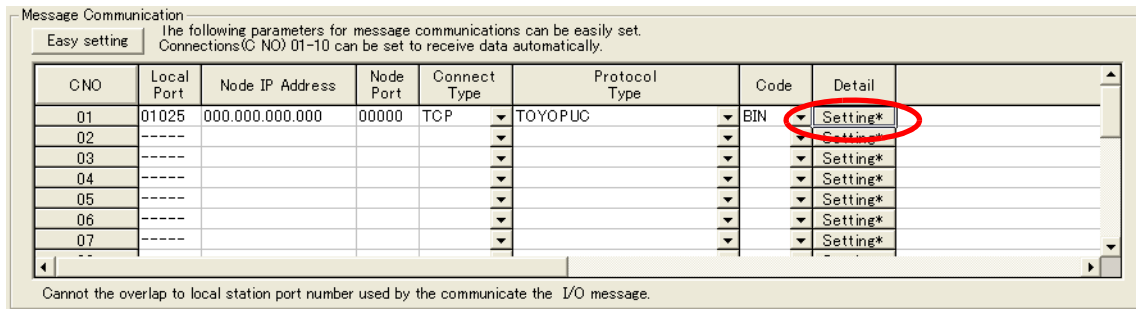 Message Communication
Easy setting
The following parameters for message communications can be easily set.
Connections(C NO) 01-10 can be set to receive data automatically.
C NO Local Port Node IP Address Node Port Connect Type Protocol Type Code Detail
01 01025 000.000.000.000 00000 TCP TOYOPUC BIN Setting*
02 ----- Setting*
03 ----- Setting*
04 ----- Setting*
05 ----- Setting*
06 ----- Setting*
07 ----- Setting*
Cannot the overlap to local station port number used by the communicate the I/O message.